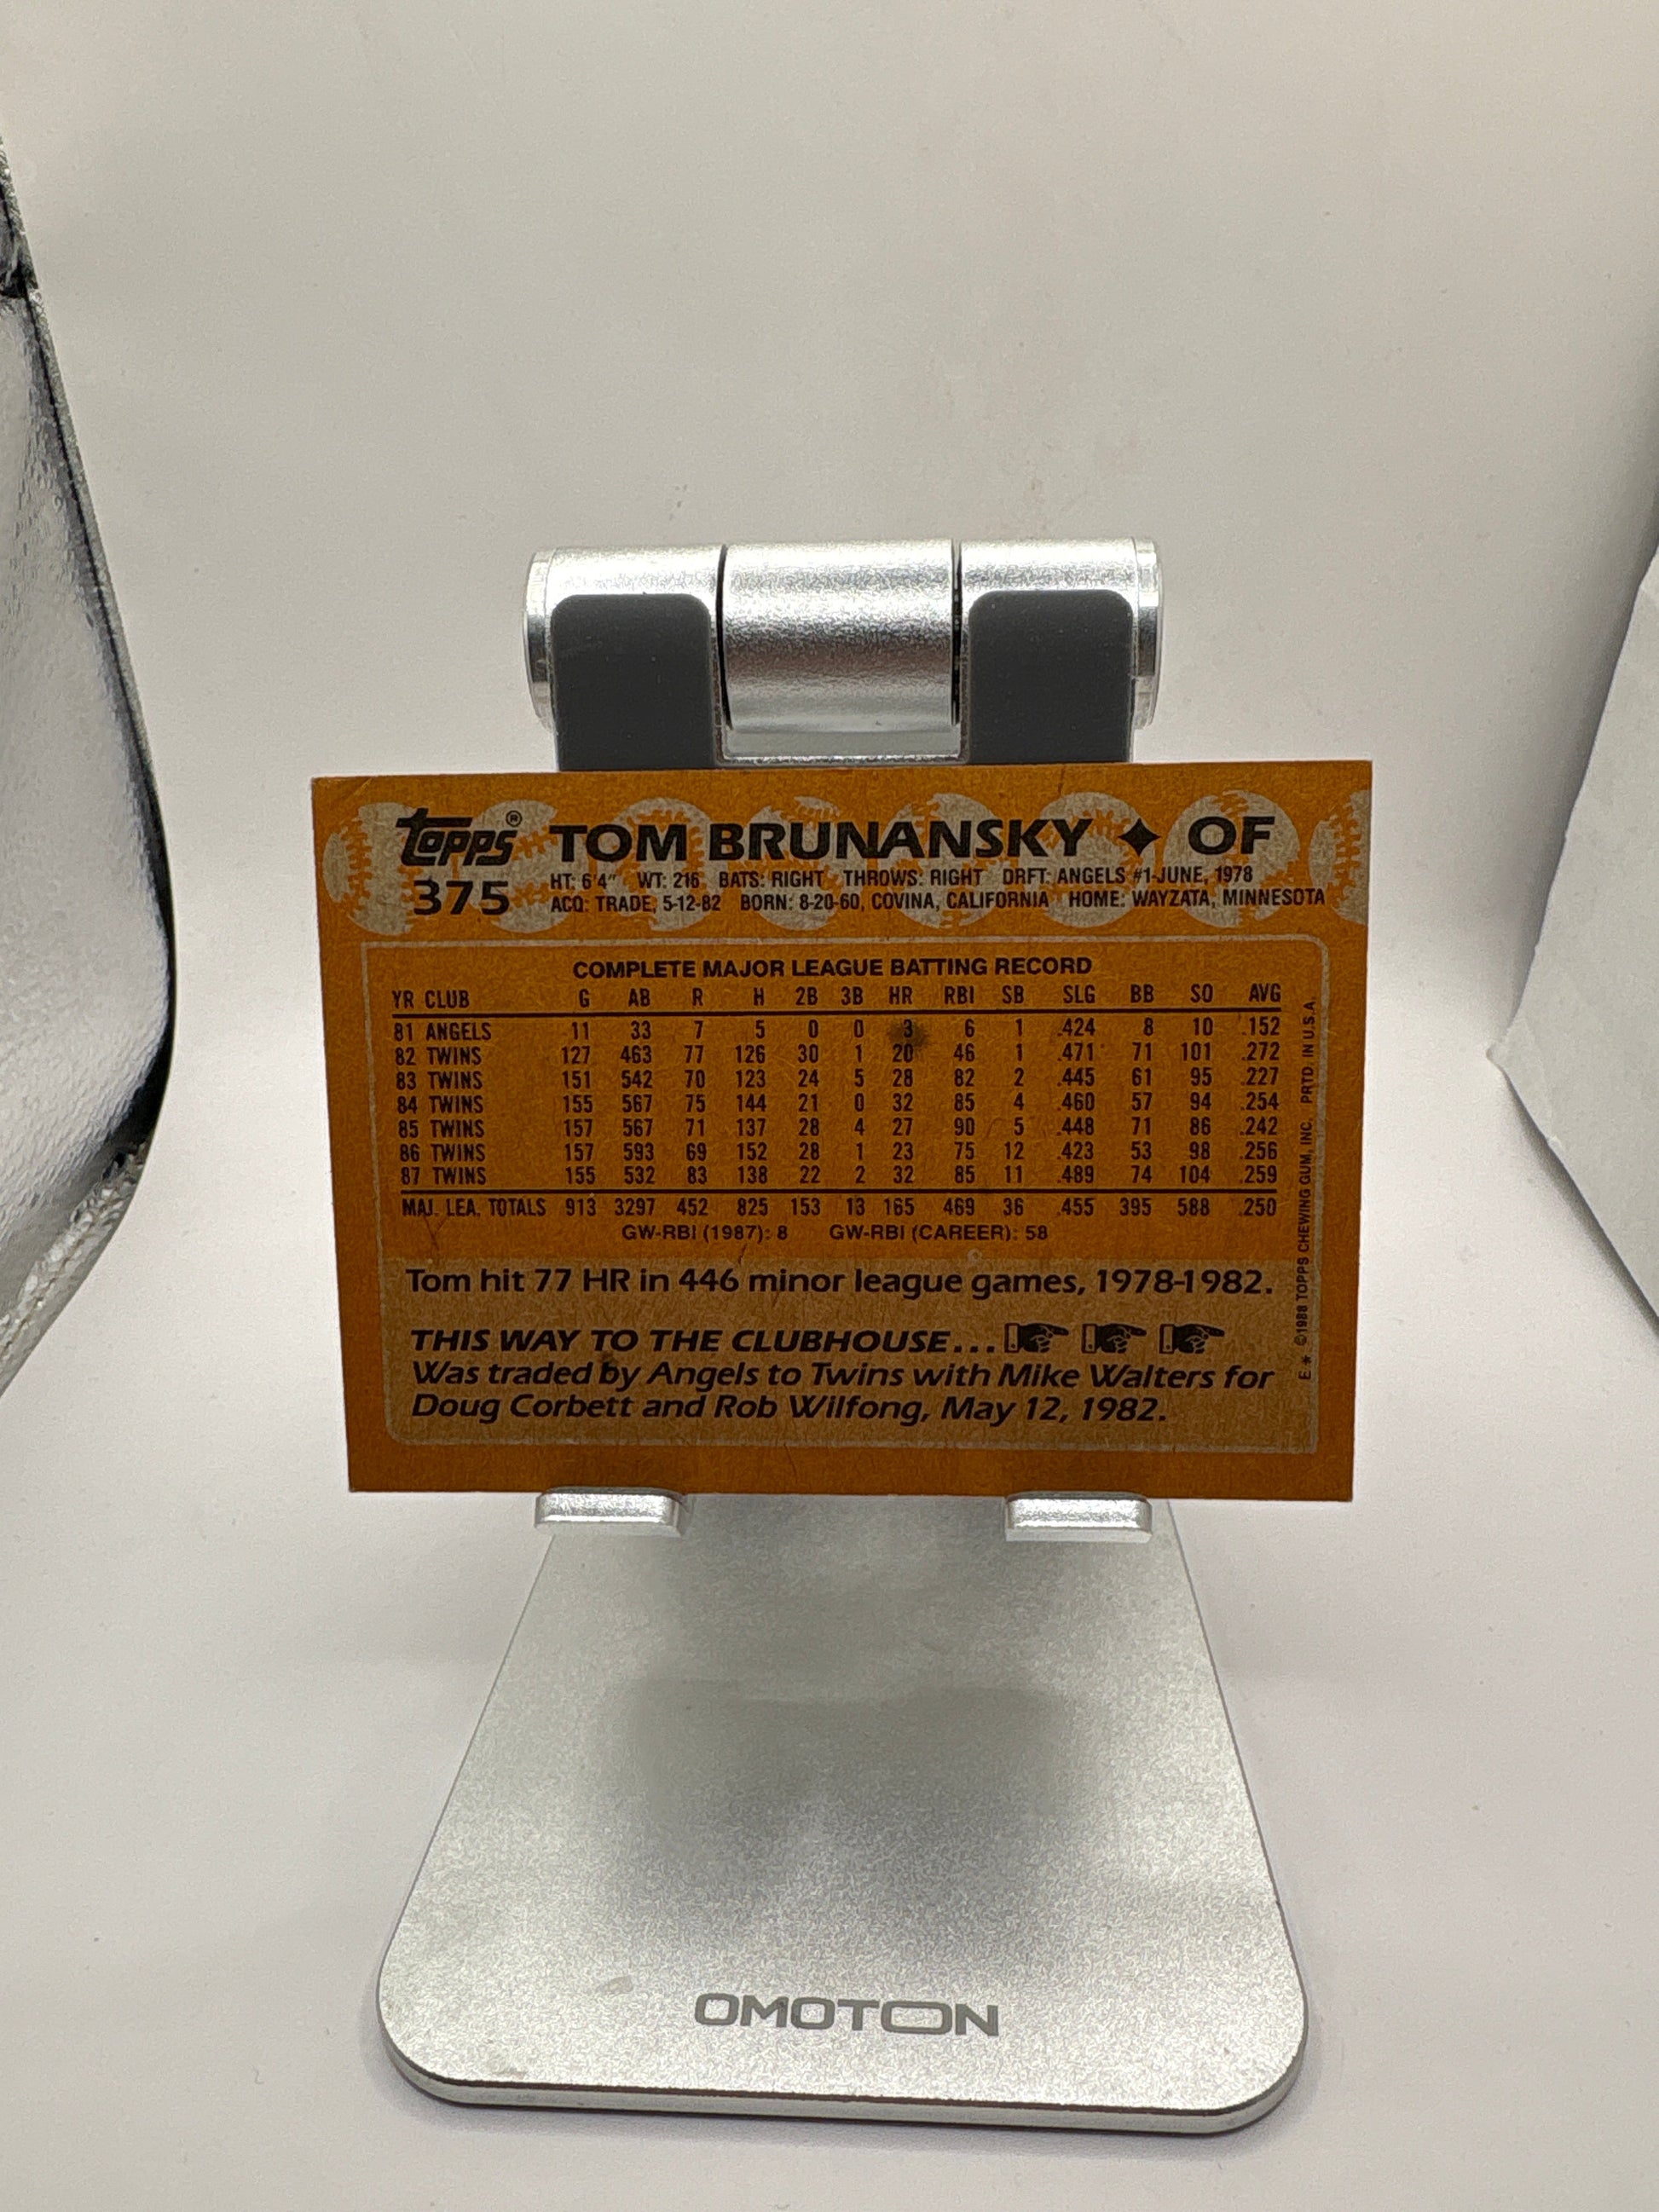 topps® TOM BRUNANSKY ✦ OF
375 HT: 6'4" WT: 216 BATS: RIGHT THROWS: RIGHT DRFT: ANGELS #1-JUNE, 1978
ACQ: TRADE, 5-12-82 BORN: 8-20-60, COVINA, CALIFORNIA HOME: WAYZATA, MINNESOTA
COMPLETE MAJOR LEAGUE BATTING RECORD
YR CLUB G AB R H 2B 3B HR RBI SB SLG BB SO AVG
81 ANGELS 11 33 7 5 0 0 3 6 1 .424 8 10 .152
82 TWINS 127 463 77 126 30 1 20 46 1 .471 71 101 .272
83 TWINS 151 542 70 123 24 5 28 82 2 .445 61 95 .227
84 TWINS 155 567 75 144 21 0 32 85 4 .460 57 94 .254
85 TWINS 157 567 71 137 28 4 27 90 5 .448 71 86 .242
86 TWINS 157 593 69 152 28 1 23 75 12 .423 53 98 .256
87 TWINS 155 532 83 138 22 2 32 85 11 .489 74 104 .259
MAJ. LEA. TOTALS 913 3297 452 825 153 13 165 469 36 .455 395 588 .250
GW-RBI (1987): 8 GW-RBI (CAREER): 58
Tom hit 77 HR in 446 minor league games, 1978-1982.
THIS WAY TO THE CLUBHOUSE...
Was traded by Angels to Twins with Mike Walters for
Doug Corbett and Rob Wilfong, May 12, 1982.
E* ©1988 TOPPS CHEWING GUM, INC. PRTD. IN U.S.A.
OMOTON